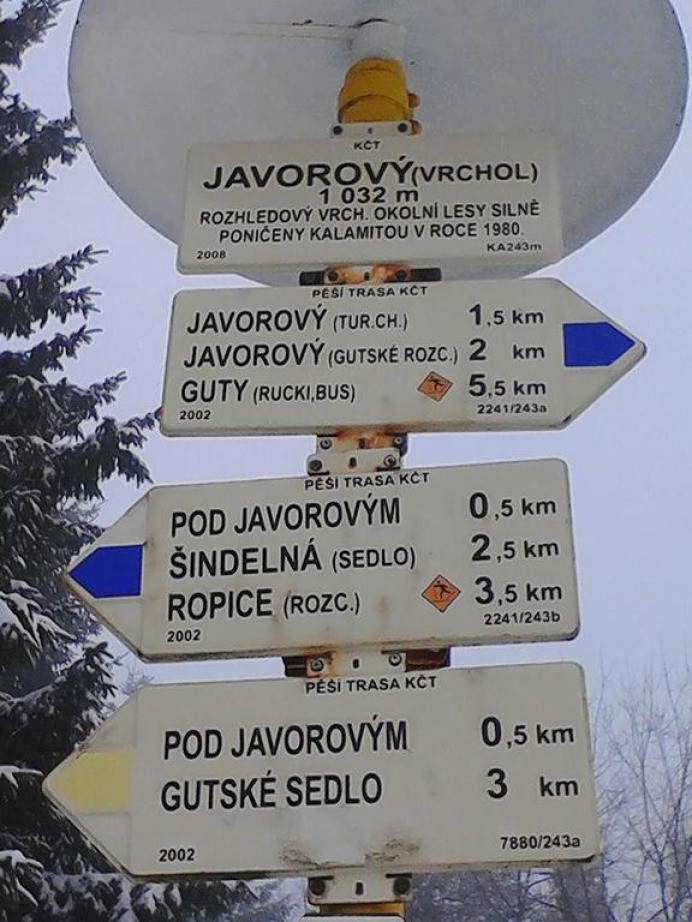 KČT
JAVOROVÝ (VRCHOL)
1 032 m
ROZHLEDOVÝ VRCH. OKOLNÍ LESY SILNĚ
PONIČENY KALAMITOU V ROCE 1980.
2008 KA243m
PĚŠÍ TRASA KČT
JAVOROVÝ (TUR.CH.) 1,5 km
JAVOROVÝ (GUTSKÉ ROZC.) 2 km
GUTY (RUCKI,BUS) 5,5 km
2002 2241/243a
PĚŠÍ TRASA KČT
POD JAVOROVÝM 0,5 km
ŠINDELNÁ (SEDLO) 2,5 km
ROPICE (ROZC.) 3,5 km
2002 2241/243b
PĚŠÍ TRASA KČT
POD JAVOROVÝM 0,5 km
GUTSKÉ SEDLO 3 km
2002 7880/243a